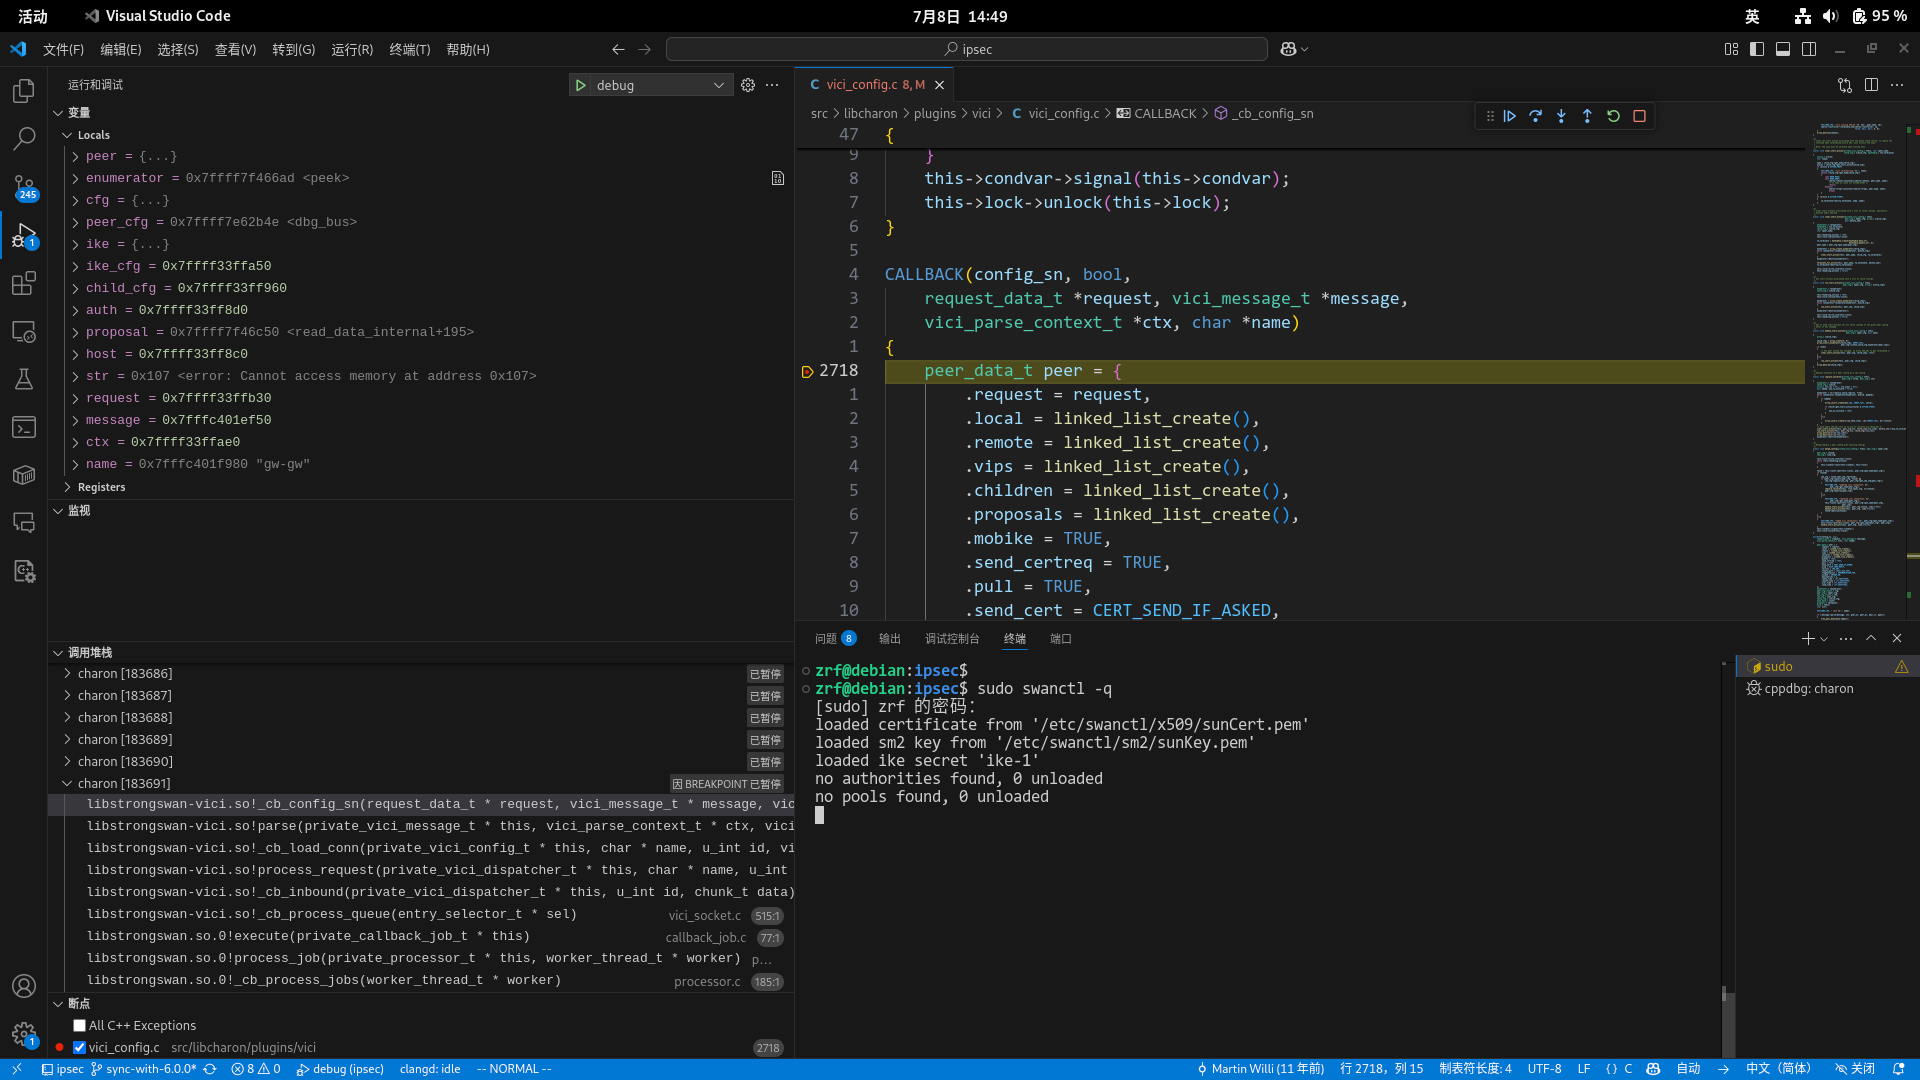 活动 Visual Studio Code 7月8日 14:49 英 95 %
文件(F) 编辑(E) 选择(S) 查看(V) 转到(G) 运行(R) 终端(T) 帮助(H) ipsec
运行和调试 debug
变量
Locals
peer = {...}
enumerator = 0x7ffff7f466ad <peek>
cfg = {...}
peer_cfg = 0x7ffff7e62b4e <dbg_bus>
ike = {...}
ike_cfg = 0x7ffff33ffa50
child_cfg = 0x7ffff33ff960
auth = 0x7ffff33ff8d0
proposal = 0x7ffff7f46c50 <read_data_internal+195>
host = 0x7ffff33ff8c0
str = 0x107 <error: Cannot access memory at address 0x107>
request = 0x7ffff33ffb30
message = 0x7fffc401ef50
ctx = 0x7ffff33ffae0
name = 0x7fffc401f980 "gw-gw"
Registers
监视
调用堆栈
charon [183686] 已暂停
charon [183687] 已暂停
charon [183688] 已暂停
charon [183689] 已暂停
charon [183690] 已暂停
charon [183691] 因 BREAKPOINT 已暂停
libstrongswan-vici.so!_cb_config_sn(request_data_t * request, vici_message_t * message, vic
libstrongswan-vici.so!parse(private_vici_message_t * this, vici_parse_context_t * ctx, vici
libstrongswan-vici.so!_cb_load_conn(private_vici_config_t * this, char * name, u_int id, vi
libstrongswan-vici.so!process_request(private_vici_dispatcher_t * this, char * name, u_int
libstrongswan-vici.so!_cb_inbound(private_vici_dispatcher_t * this, u_int id, chunk_t data)
libstrongswan-vici.so!_cb_process_queue(entry_selector_t * sel) vici_socket.c 515:1
libstrongswan.so.0!execute(private_callback_job_t * this) callback_job.c 77:1
libstrongswan.so.0!process_job(private_processor_t * this, worker_thread_t * worker) p...
libstrongswan.so.0!_cb_process_jobs(worker_thread_t * worker) processor.c 185:1
断点
All C++ Exceptions
vici_config.c src/libcharon/plugins/vici 2718
245
1
1
C vici_config.c 8, M
src > libcharon > plugins > vici > C vici_config.c > CALLBACK > _cb_config_sn
47 {
9 }
8 this->condvar->signal(this->condvar);
7 this->lock->unlock(this->lock);
6 }
5
4 CALLBACK(config_sn, bool,
3 request_data_t *request, vici_message_t *message,
2 vici_parse_context_t *ctx, char *name)
1 {
2718 peer_data_t peer = {
1 .request = request,
2 .local = linked_list_create(),
3 .remote = linked_list_create(),
4 .vips = linked_list_create(),
5 .children = linked_list_create(),
6 .proposals = linked_list_create(),
7 .mobike = TRUE,
8 .send_certreq = TRUE,
9 .pull = TRUE,
10 .send_cert = CERT_SEND_IF_ASKED,
问题 8 输出 调试控制台 终端 端口
zrf@debian:ipsec$
zrf@debian:ipsec$ sudo swanctl -q
[sudo] zrf 的密码：
loaded certificate from '/etc/swanctl/x509/sunCert.pem'
loaded sm2 key from '/etc/swanctl/sm2/sunKey.pem'
loaded ike secret 'ike-1'
no authorities found, 0 unloaded
no pools found, 0 unloaded
sudo
cppdbg: charon
ipsec sync-with-6.0.0* 8 0 debug (ipsec) clangd: idle -- NORMAL -- Martin Willi (11 年前) 行 2718，列 15 制表符长度: 4 UTF-8 LF {} C 自动 中文（简体） 关闭